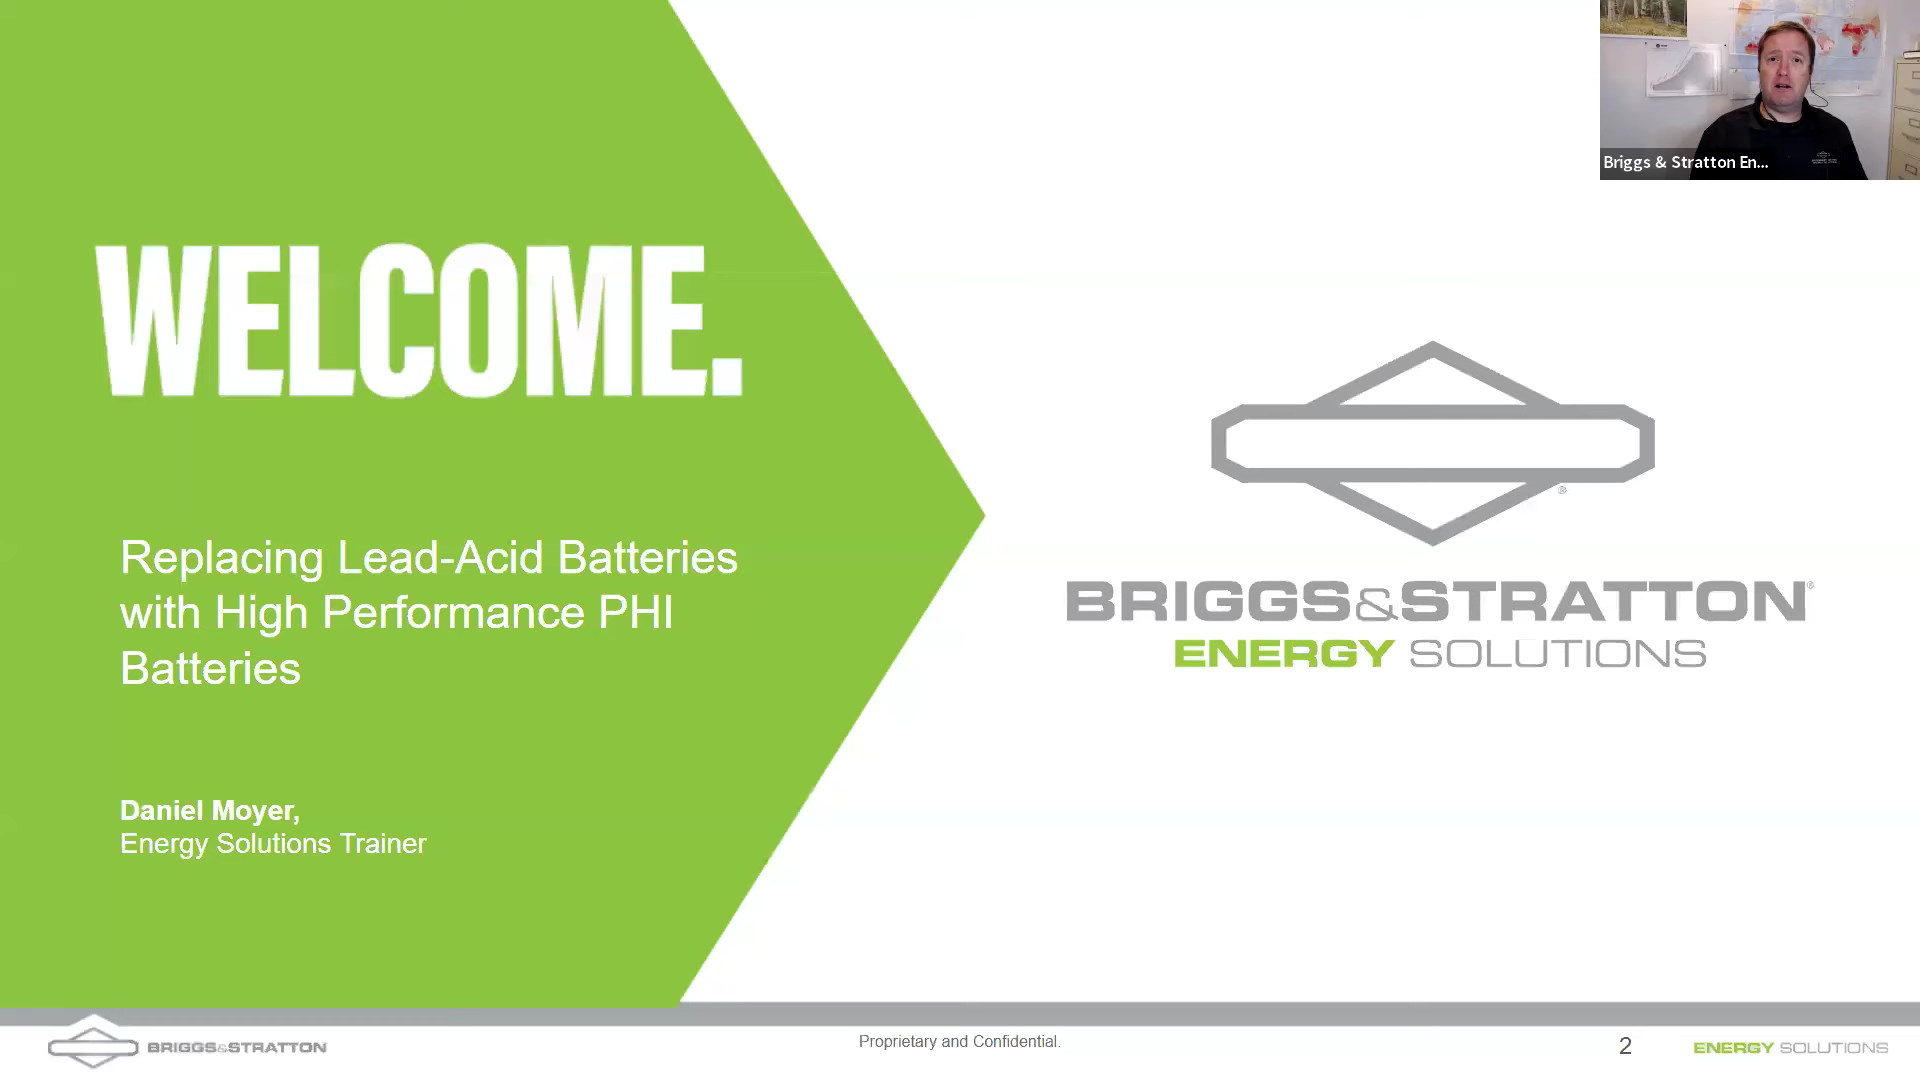 Briggs & Stratton En...
WELCOME.
Replacing Lead-Acid Batteries
with High Performance PHI
Batteries
Daniel Moyer,
Energy Solutions Trainer
®
BRIGGS&STRATTON®
ENERGY SOLUTIONS
BRIGGS&STRATTON
Proprietary and Confidential.
2
ENERGY SOLUTIONS